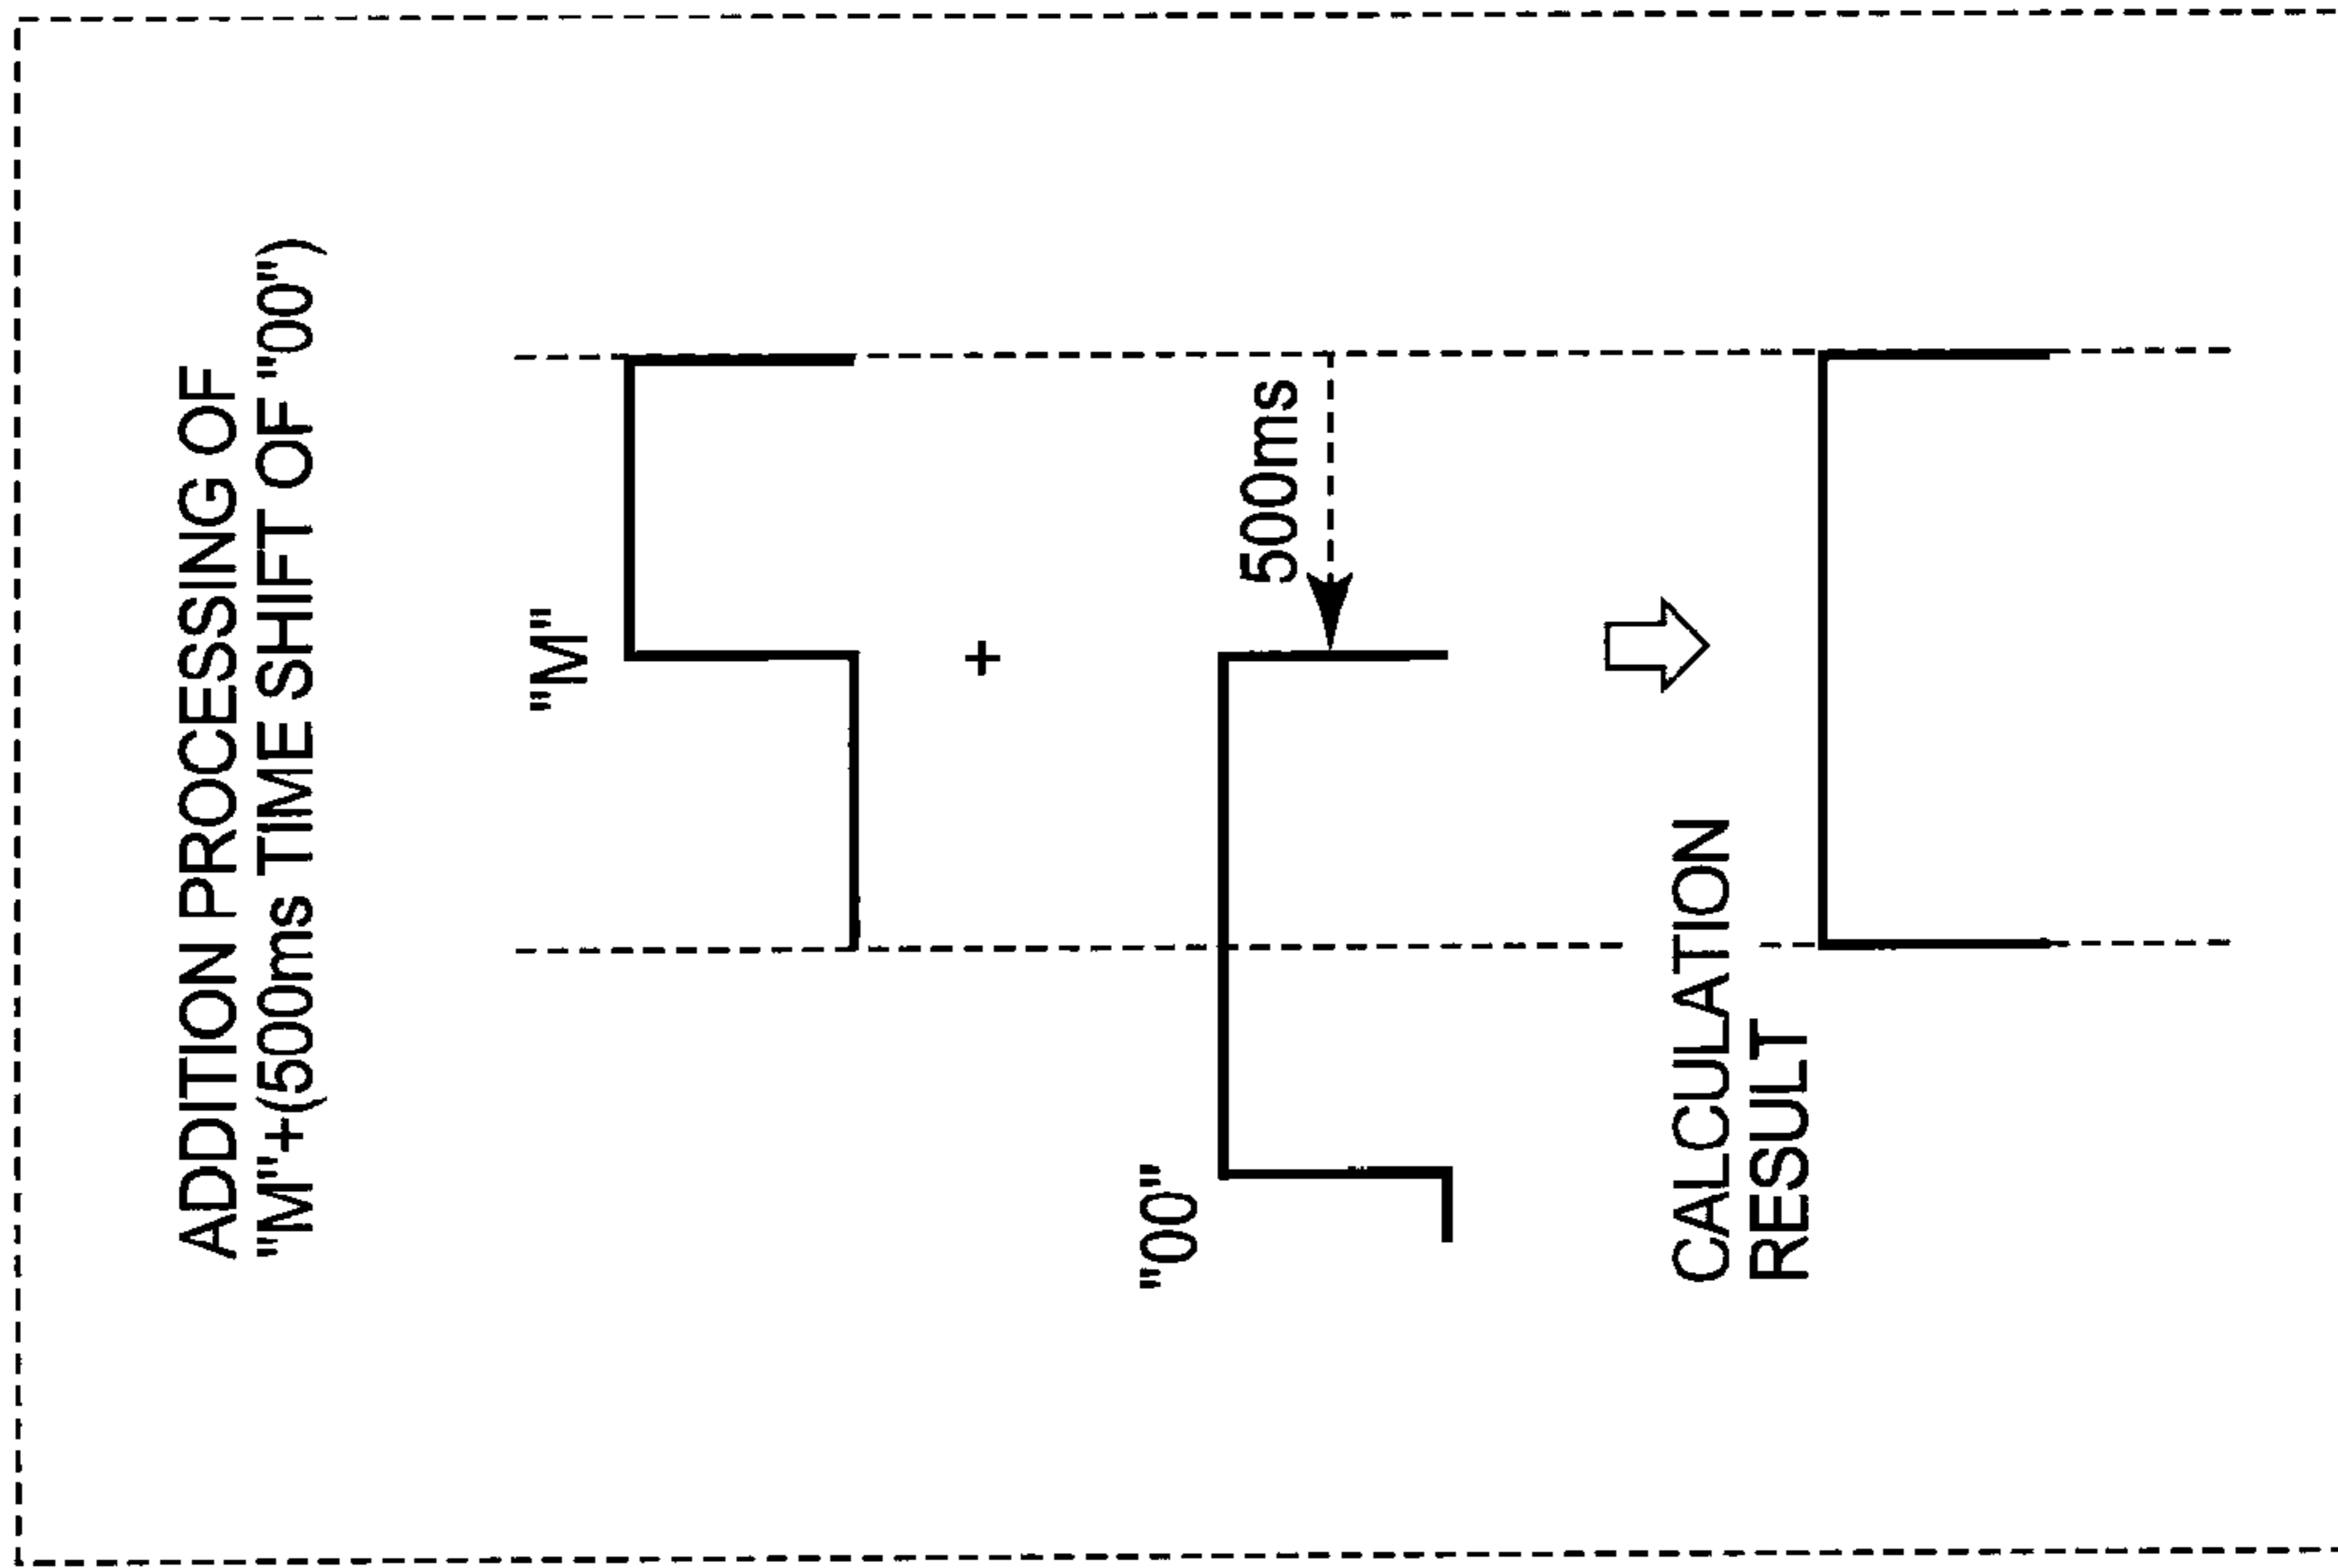 ADDITION PROCESSING OF
"M"+(500ms TIME SHIFT OF "00")
"M"
+
"00"
500ms
CALCULATION
RESULT